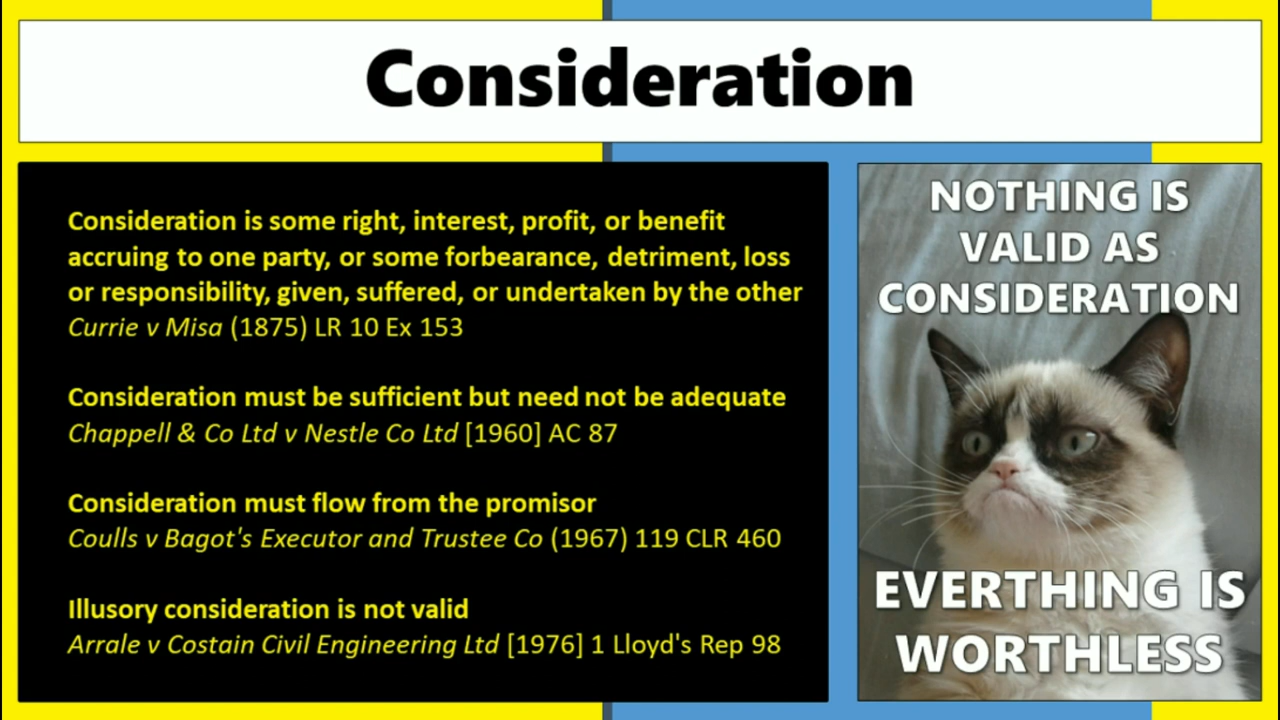 Consideration
Consideration is some right, interest, profit, or benefit
accruing to one party, or some forbearance, detriment, loss
or responsibility, given, suffered, or undertaken by the other
Currie v Misa (1875) LR 10 Ex 153
Consideration must be sufficient but need not be adequate
Chappell & Co Ltd v Nestle Co Ltd [1960] AC 87
Consideration must flow from the promisor
Coulls v Bagot's Executor and Trustee Co (1967) 119 CLR 460
Illusory consideration is not valid
Arrale v Costain Civil Engineering Ltd [1976] 1 Lloyd's Rep 98
NOTHING IS
VALID AS
CONSIDERATION
EVERTHING IS
WORTHLESS